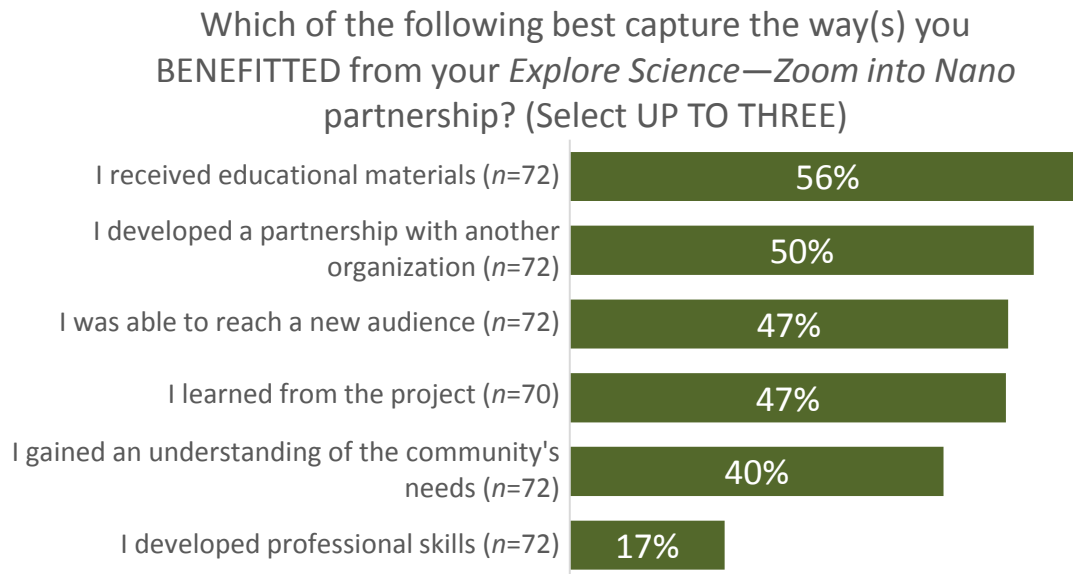 Which of the following best capture the way(s) you
BENEFITTED from your Explore Science—Zoom into Nano
partnership? (Select UP TO THREE)
I received educational materials (n=72)
56%
I developed a partnership with another
organization (n=72)
50%
I was able to reach a new audience (n=72)
47%
I learned from the project (n=70)
47%
I gained an understanding of the community's
needs (n=72)
40%
I developed professional skills (n=72)
17%